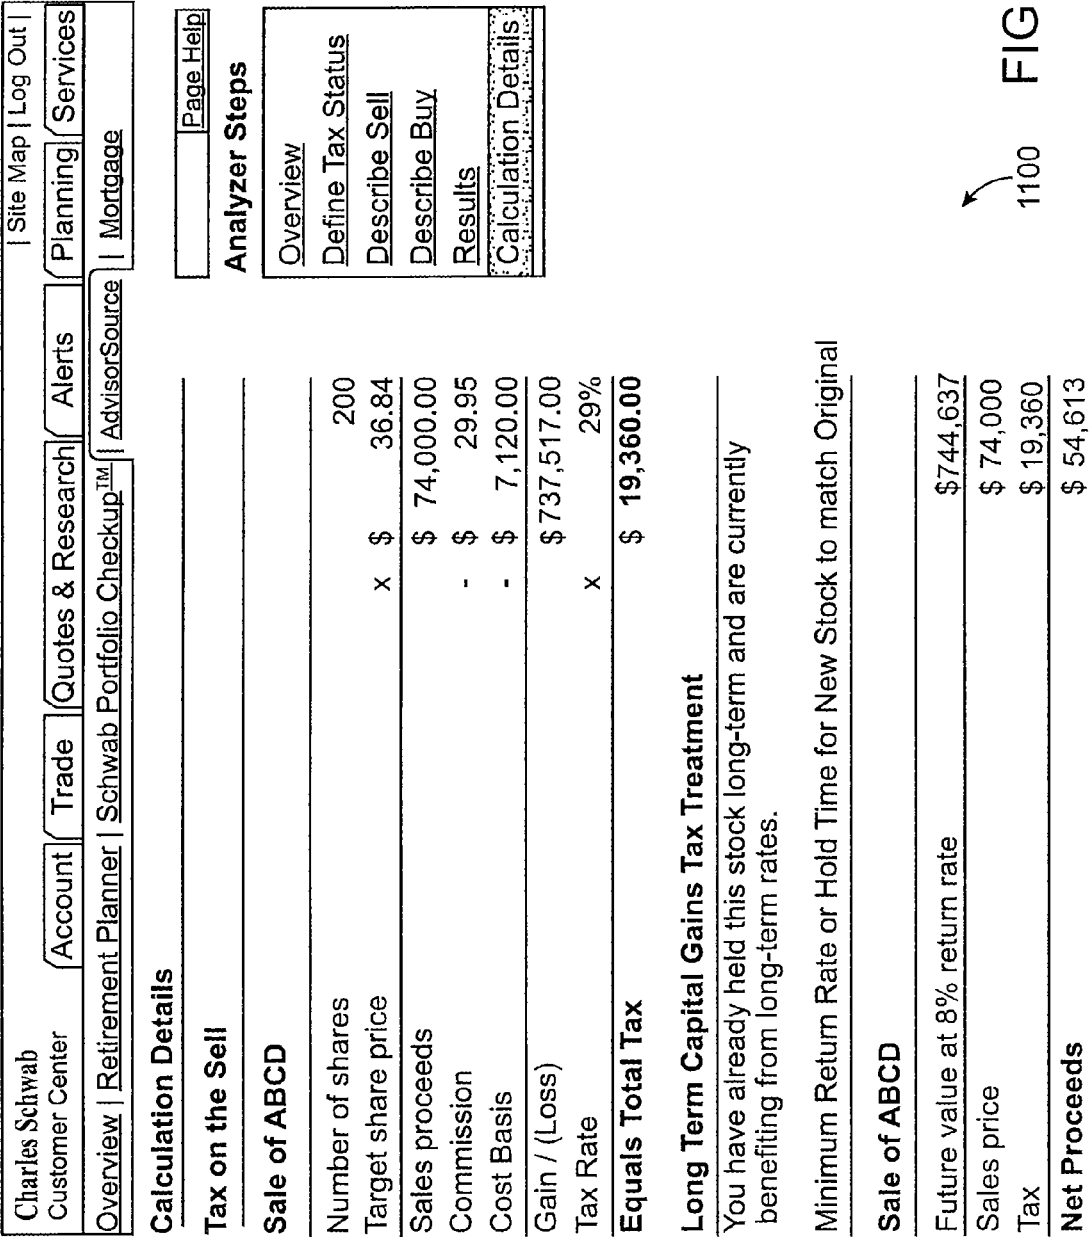 Charles Schwab
Customer Center
| Site Map | Log Out |
Account Trade Quotes & Research Alerts Planning Services
Overview | Retirement Planner | Schwab Portfolio Checkup™ | AdvisorSource | Mortgage
Calculation Details
Page Help
Tax on the Sell
Analyzer Steps
Overview
Define Tax Status
Describe Sell
Describe Buy
Results
Calculation Details
Sale of ABCD
Number of shares 200
Target share price x $ 36.84
Sales proceeds $ 74,000.00
Commission - $ 29.95
Cost Basis - $ 7,120.00
Gain / (Loss) $737,517.00
Tax Rate x 29%
Equals Total Tax $ 19,360.00
Long Term Capital Gains Tax Treatment
You have already held this stock long-term and are currently
benefiting from long-term rates.
Minimum Return Rate or Hold Time for New Stock to match Original
Sale of ABCD
Future value at 8% return rate $744,637
Sales price $ 74,000
Tax $ 19,360
Net Proceeds $ 54,613
1100
FIG